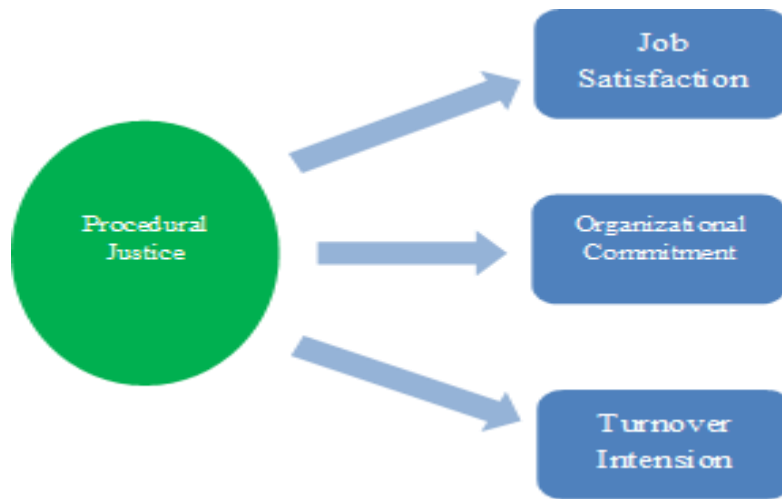 Job
Satisfaction
Procedural
Justice
Organizational
Commitment
Turnover
Intension